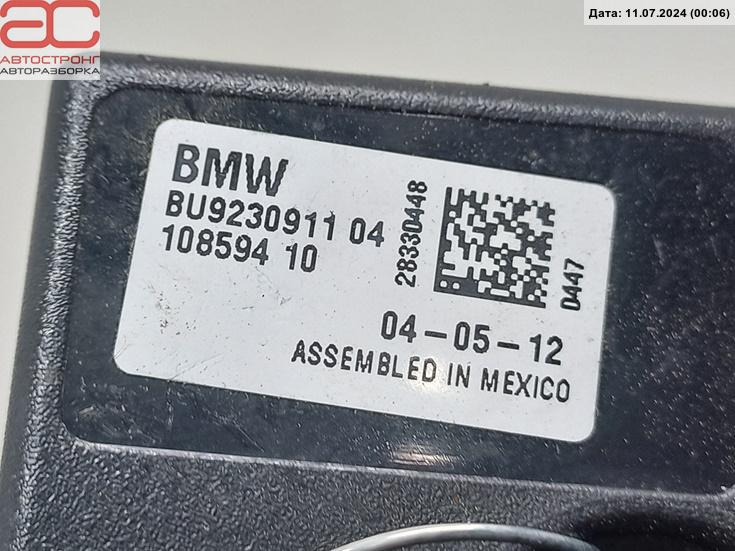 АС
АВТОСТРОНГ
АВТОРАЗБОРКА
Дата: 11.07.2024 (00:06)
BMW
BU9230911 04
108594 10
28330448
0447
04-05-12
ASSEMBLED IN MEXICO